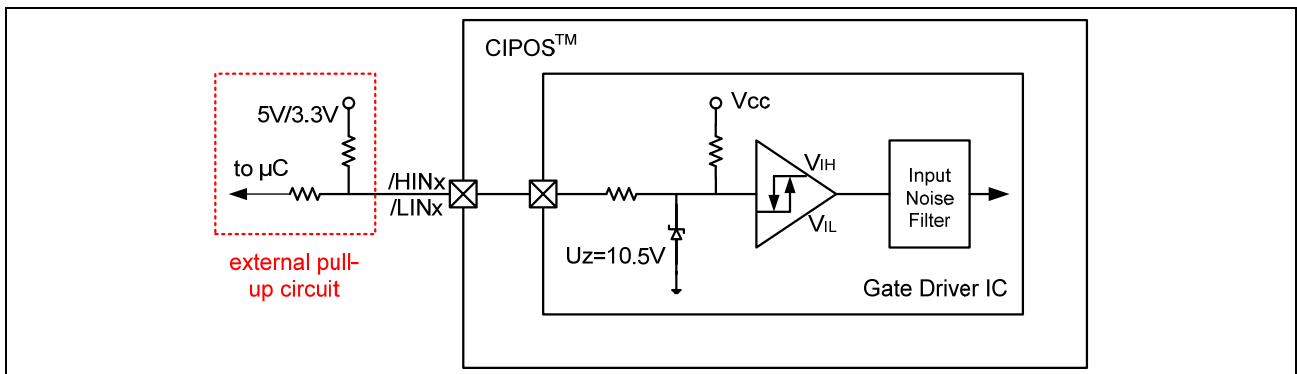 CIPOS™
5V/3.3V
Vcc
to µC
/HINx
/LINx
VIH
VIL
Input
Noise
Filter
Uz=10.5V
external pull-
up circuit
Gate Driver IC